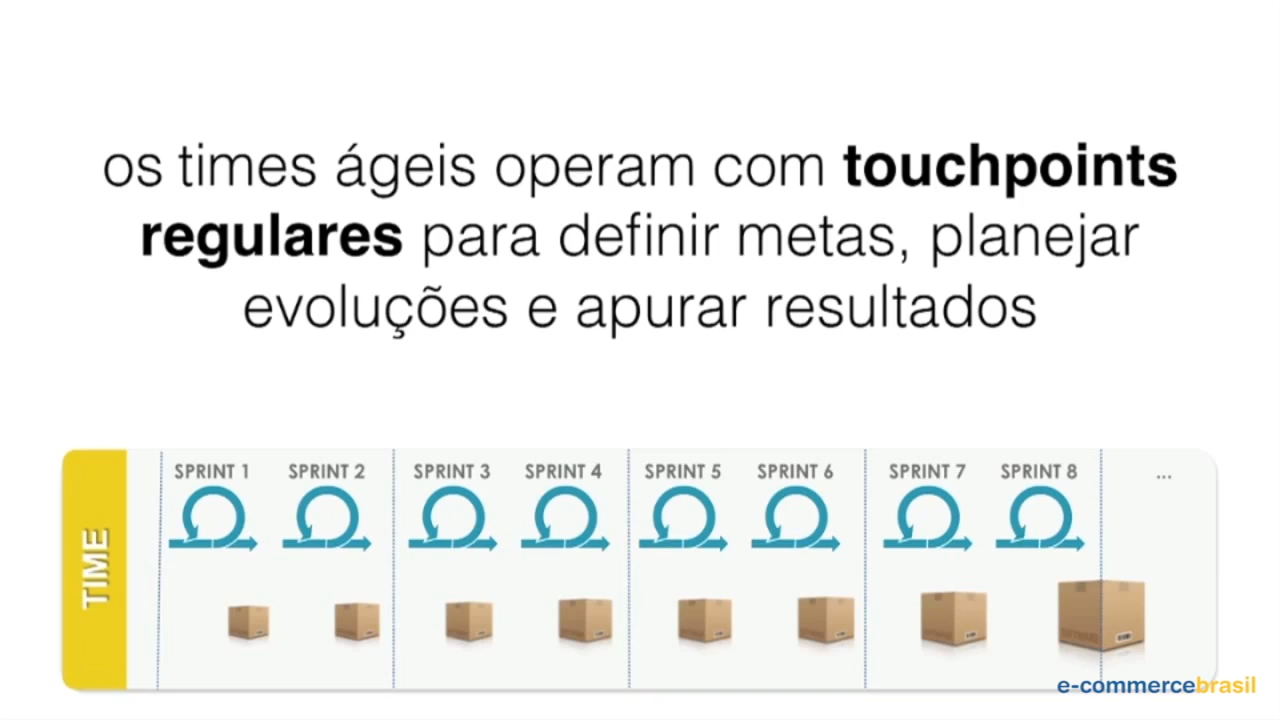 os times ágeis operam com touchpoints
regulares para definir metas, planejar
evoluções e apurar resultados
TIME
SPRINT 1 SPRINT 2 SPRINT 3 SPRINT 4 SPRINT 5 SPRINT 6 SPRINT 7 SPRINT 8 ...
e-commercebrasil